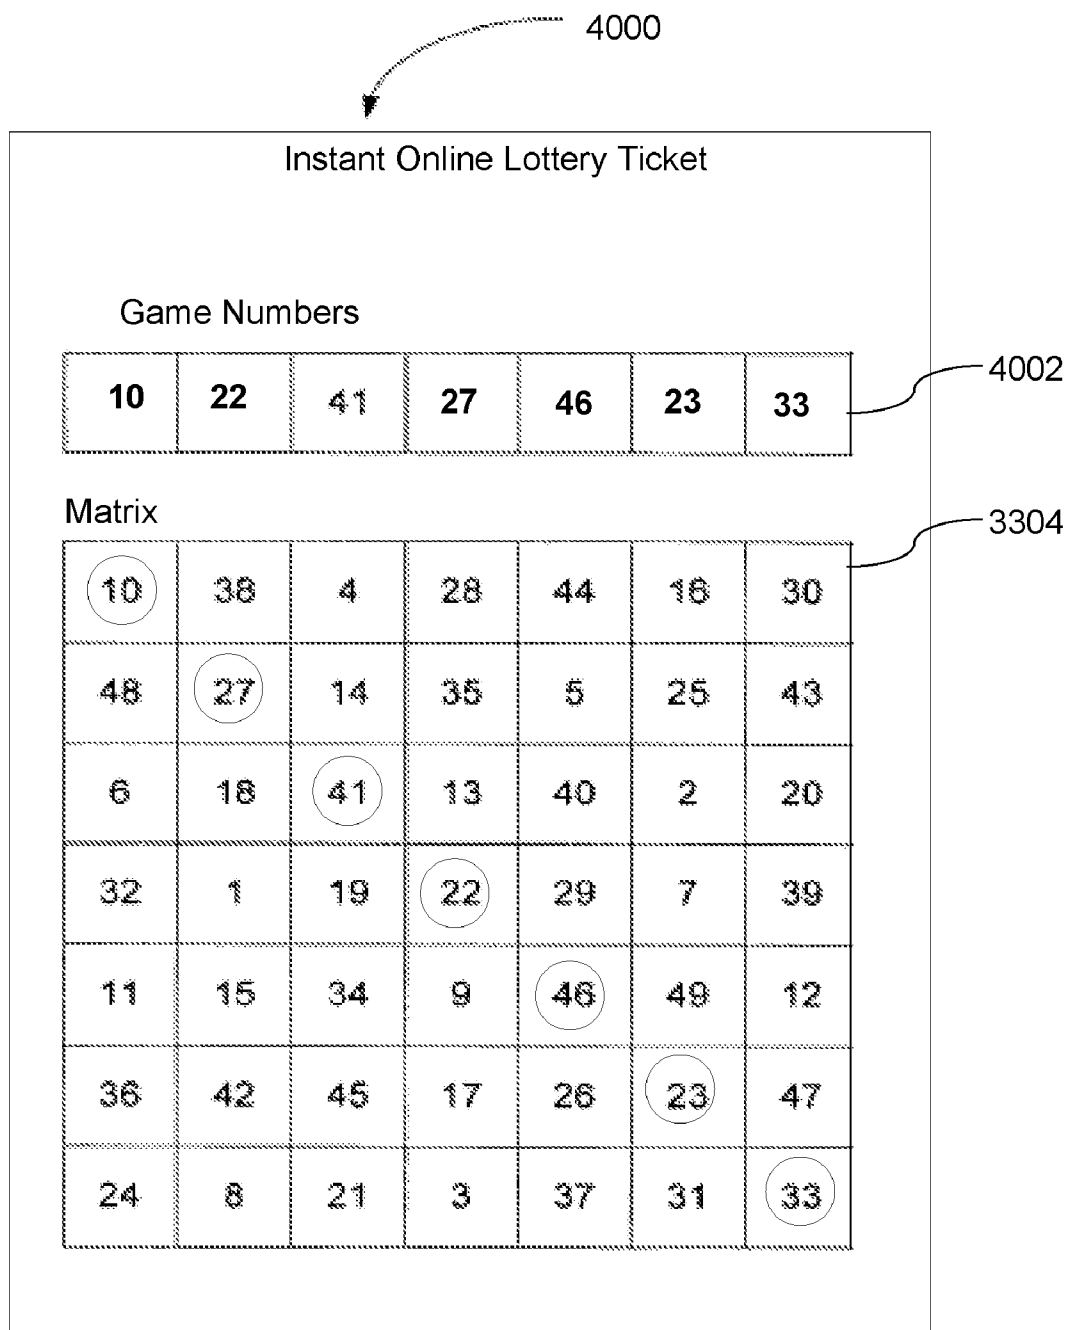 4000
Instant Online Lottery Ticket
Game Numbers
10 22 41 27 46 23 33
4002
Matrix
3304
10 38 4 28 44 16 30
48 27 14 35 5 25 43
6 18 41 13 40 2 20
32 1 19 22 29 7 39
11 15 34 9 46 49 12
36 42 45 17 26 23 47
24 8 21 3 37 31 33